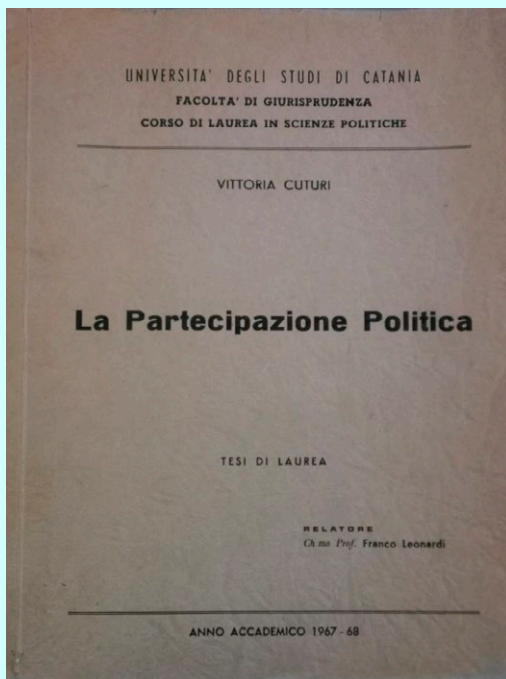 UNIVERSITA' DEGLI STUDI DI CATANIA
FACOLTA' DI GIURISPRUDENZA
CORSO DI LAUREA IN SCIENZE POLITICHE
VITTORIA CUTURI
La Partecipazione Politica
TESI DI LAUREA
RELATORE
Ch.mo Prof. Franco Leonardi
ANNO ACCADEMICO 1967 - 68